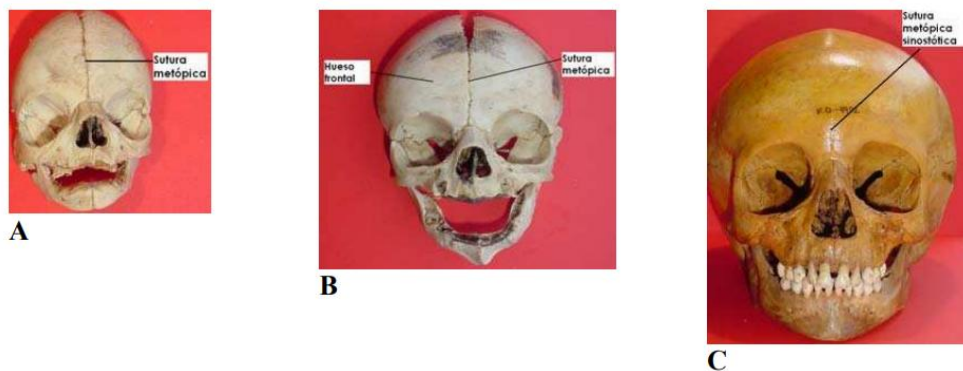 Sutura
metópica
A
Hueso
frontal
Sutura
metópica
B
Sutura
metópica
sinostótica
C